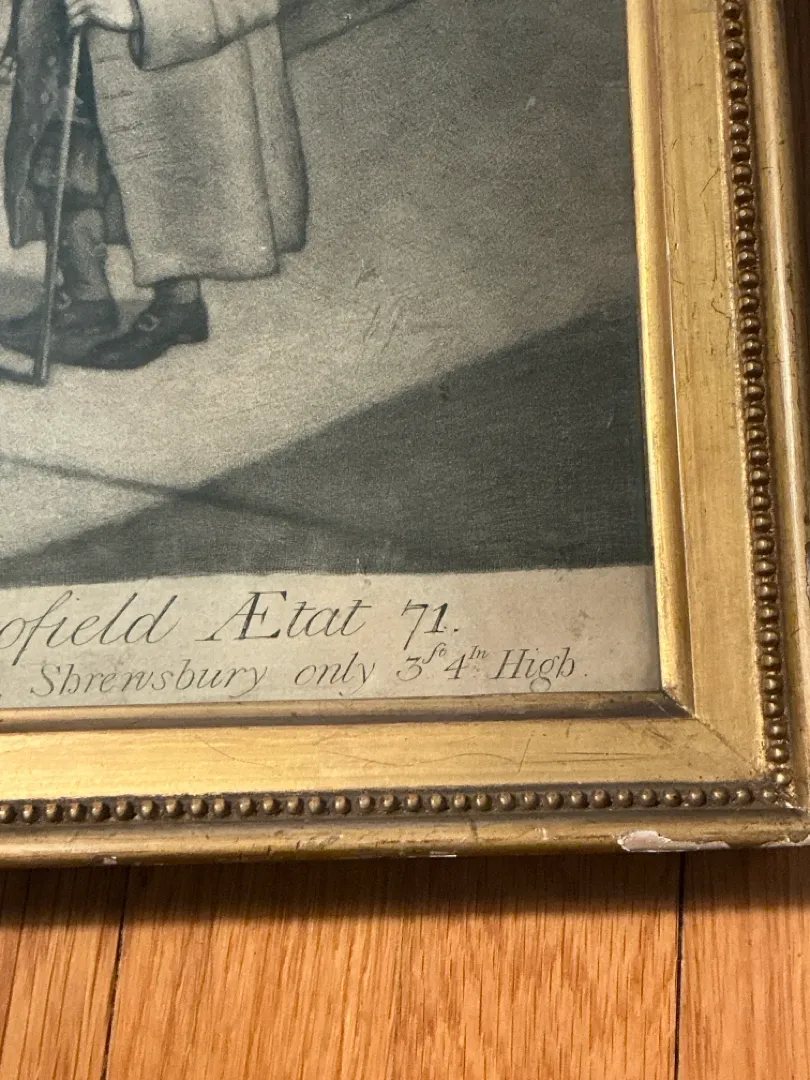 ofield Ætat 71.
Shrewsbury only 3ft 4In High.